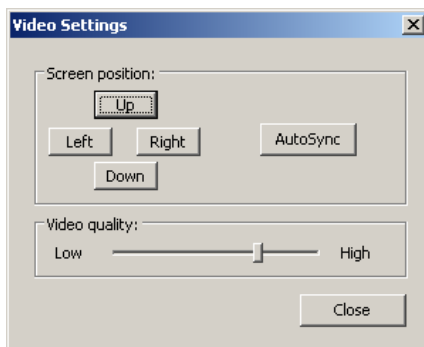 Video Settings
Screen position:
Up
Left Right AutoSync
Down
Video quality:
Low High
Close